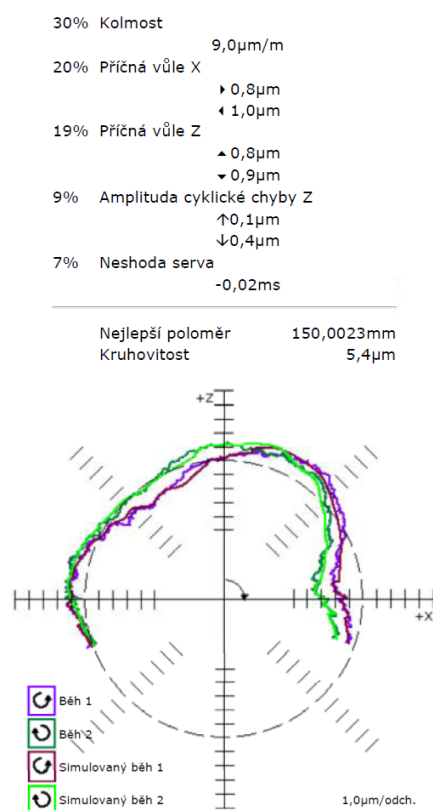 30% Kolmost
9,0µm/m
20% Příčná vůle X
▸ 0,8µm
◂ 1,0µm
19% Příčná vůle Z
▴ 0,8µm
▾ 0,9µm
9% Amplituda cyklické chyby Z
↑0,1µm
↓0,4µm
7% Neshoda serva
-0,02ms
Nejlepší poloměr 150,0023mm
Kruhovitost 5,4µm
+Z
+X
Běh 1
Běh 2
Simulovaný běh 1
Simulovaný běh 2
1,0µm/odch.